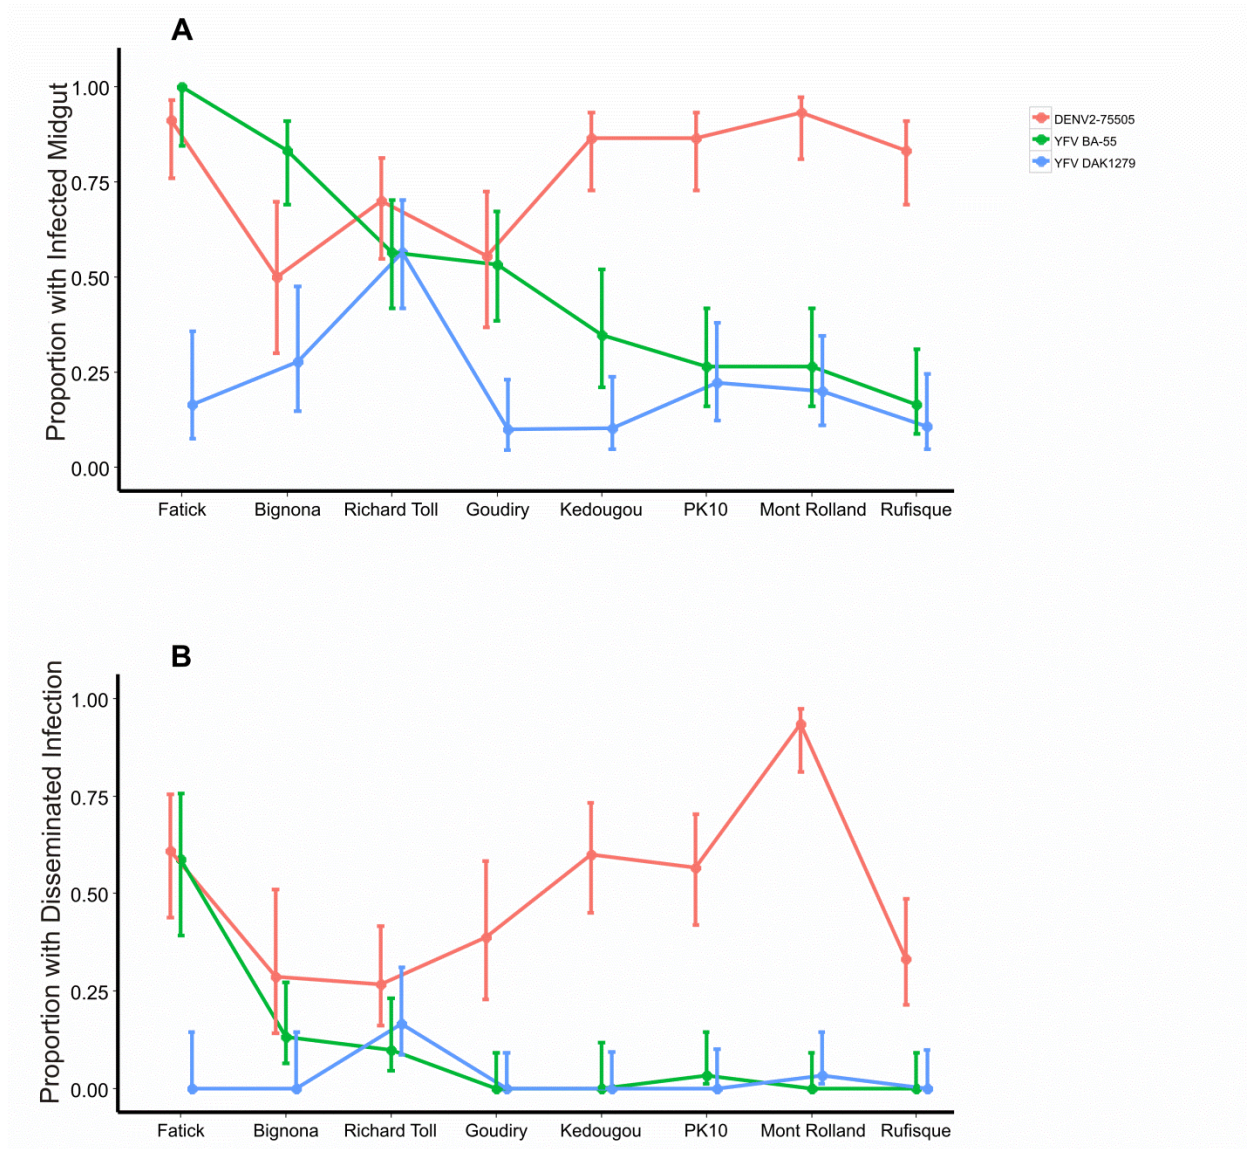 A
Proportion with Infected Midgut
1.00
0.75
0.50
0.25
0.00
Fatick Bignona Richard Toll Goudiry Kedougou PK10 Mont Rolland Rufisque
DENV2-75505
YFV BA-55
YFV DAK1279
B
Proportion with Disseminated Infection
1.00
0.75
0.50
0.25
0.00
Fatick Bignona Richard Toll Goudiry Kedougou PK10 Mont Rolland Rufisque